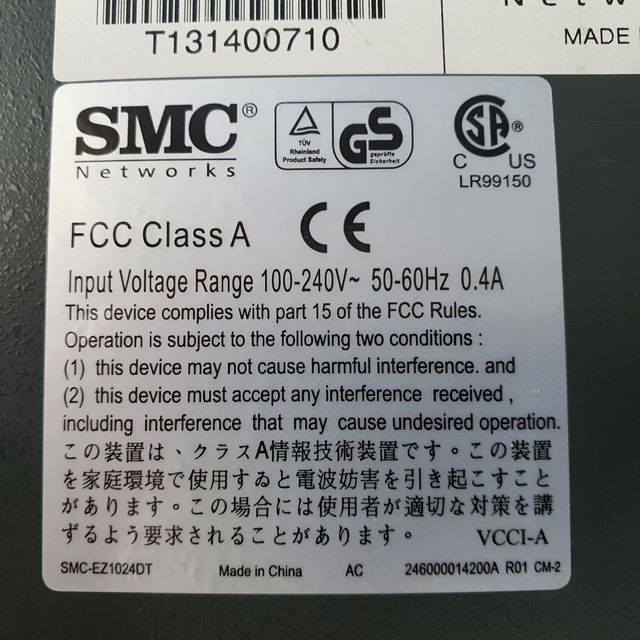 T131400710
Netw
MADE
SMC®
Networks
TÜV
Rheinland
Product Safety
GS
geprüfte
Sicherheit
CSA®
C US
LR99150
FCC Class A CE
Input Voltage Range 100-240V~ 50-60Hz 0.4A
This device complies with part 15 of the FCC Rules.
Operation is subject to the following two conditions :
(1) this device may not cause harmful interference. and
(2) this device must accept any interference received ,
including interference that may cause undesired operation.
この装置は、クラスA情報技術装置です。この装置
を家庭環境で使用すゐと電波妨害を引き起こすこと
があります。この場合には使用者が適切な対策を講
ずるよう要求されることがあります。 VCCI-A
SMC-EZ1024DT Made in China AC 246000014200A R01 CM-2